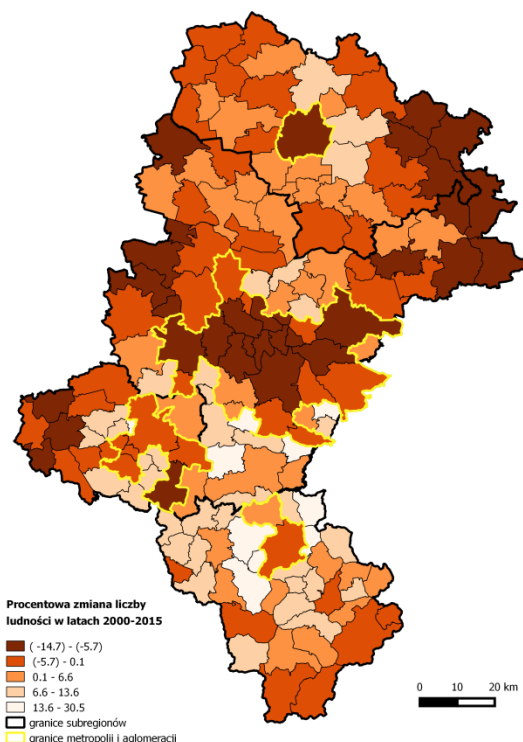 Procentowa zmiana liczby
ludności w latach 2000-2015
( -14.7) - (-5.7)
(-5.7) - 0.1
0.1 - 6.6
6.6 - 13.6
13.6 - 30.5
granice subregionów
granice metropolii i aglomeracji
0 10 20 km